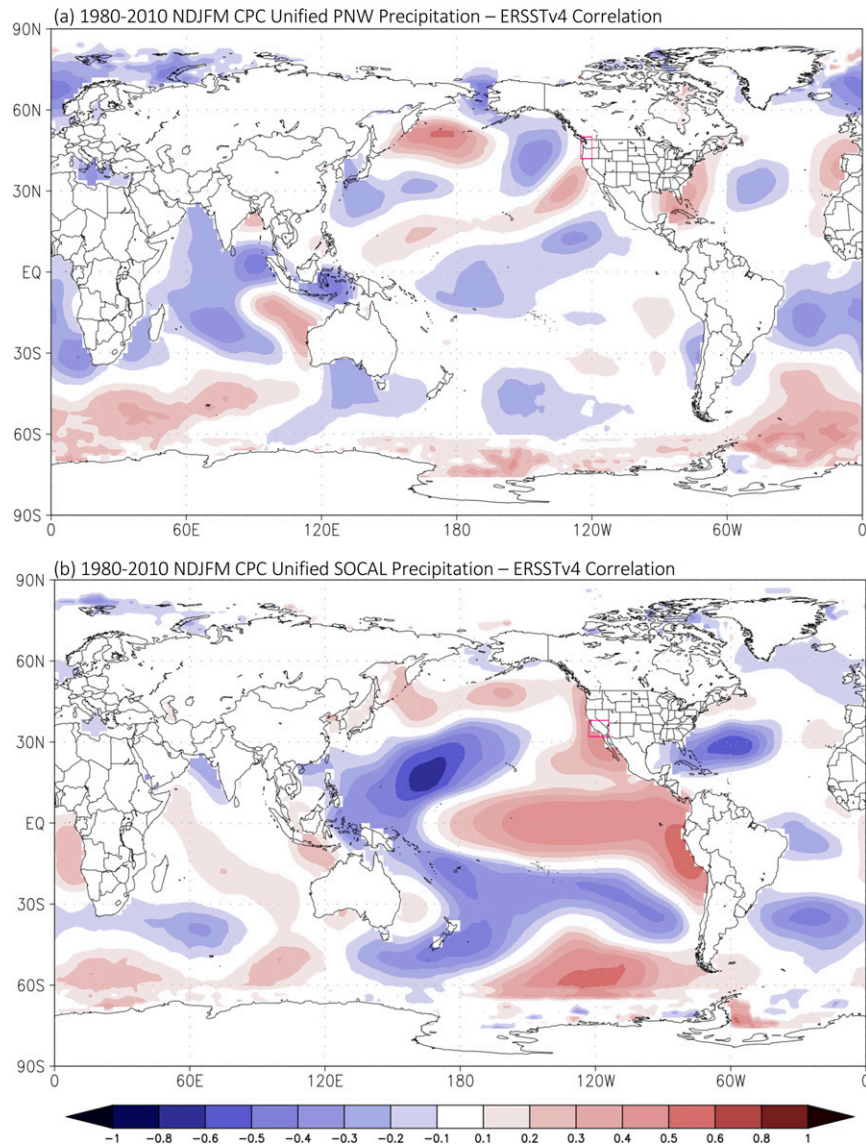 (a) 1980-2010 NDJFM CPC Unified PNW Precipitation – ERSSTv4 Correlation
90N
60N
30N
EQ
30S
60S
90S
0 60E 120E 180 120W 60W 0
(b) 1980-2010 NDJFM CPC Unified SOCAL Precipitation – ERSSTv4 Correlation
90N
60N
30N
EQ
30S
60S
90S
0 60E 120E 180 120W 60W 0
-1 -0.8 -0.6 -0.5 -0.4 -0.3 -0.2 -0.1 0.1 0.2 0.3 0.4 0.5 0.6 0.8 1